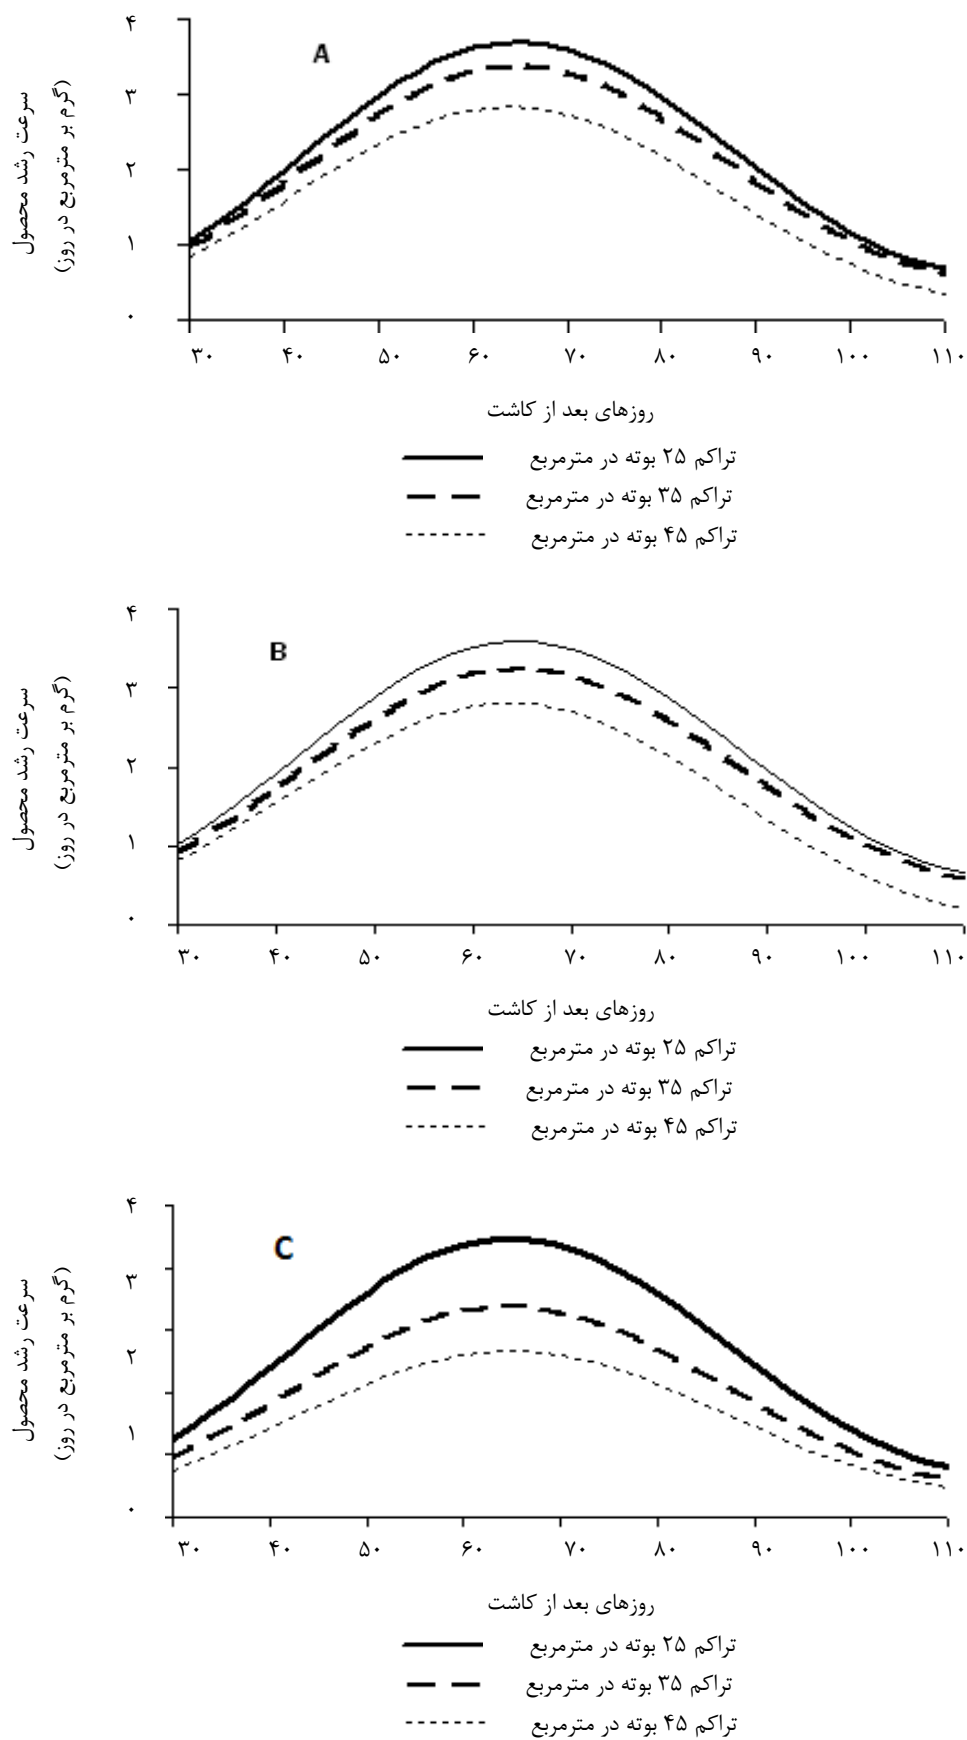 A
سرعت رشد محصول
(گرم بر مترمربع در روز)
۴
۳
۲
۱
۰
۳۰ ۴۰ ۵۰ ۶۰ ۷۰ ۸۰ ۹۰ ۱۰۰ ۱۱۰
روزهای بعد از کاشت
تراکم ۲۵ بوته در مترمربع
تراکم ۳۵ بوته در مترمربع
تراکم ۴۵ بوته در مترمربع
B
سرعت رشد محصول
(گرم بر مترمربع در روز)
۴
۳
۲
۱
۰
۳۰ ۴۰ ۵۰ ۶۰ ۷۰ ۸۰ ۹۰ ۱۰۰ ۱۱۰
روزهای بعد از کاشت
تراکم ۲۵ بوته در مترمربع
تراکم ۳۵ بوته در مترمربع
تراکم ۴۵ بوته در مترمربع
C
سرعت رشد محصول
(گرم بر مترمربع در روز)
۴
۳
۲
۱
۰
۳۰ ۴۰ ۵۰ ۶۰ ۷۰ ۸۰ ۹۰ ۱۰۰ ۱۱۰
روزهای بعد از کاشت
تراکم ۲۵ بوته در مترمربع
تراکم ۳۵ بوته در مترمربع
تراکم ۴۵ بوته در مترمربع